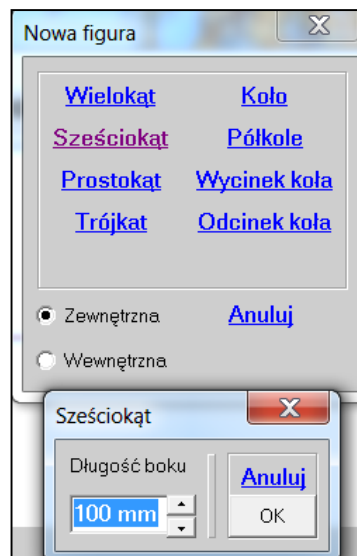 Nowa figura
Wielokąt Koło
Sześciokąt Półkole
Prostokąt Wycinek koła
Trójkat Odcinek koła
Zewnętrzna Anuluj
Wewnętrzna
Sześciokąt
Długość boku
Anuluj
100 mm OK